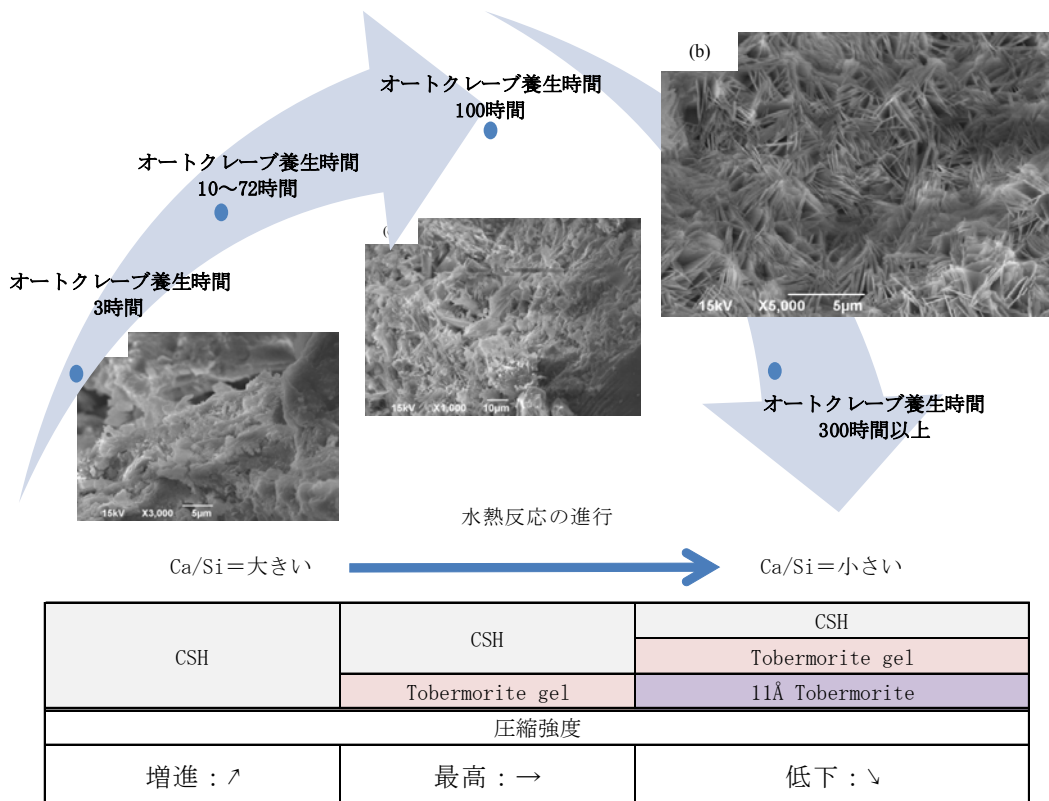 (b)
オートクレーブ養生時間
100時間
オートクレーブ養生時間
10～72時間
オートクレーブ養生時間
3時間
15kV X5,000 5μm
15kV X1,000 10μm
オートクレーブ養生時間
300時間以上
15kV X3,000 5μm
水熱反応の進行
Ca/Si＝大きい
Ca/Si＝小さい
CSH
CSH
Tobermorite gel
CSH
Tobermorite gel
11Å Tobermorite
圧縮強度
増進：↗
最高：→
低下：↘